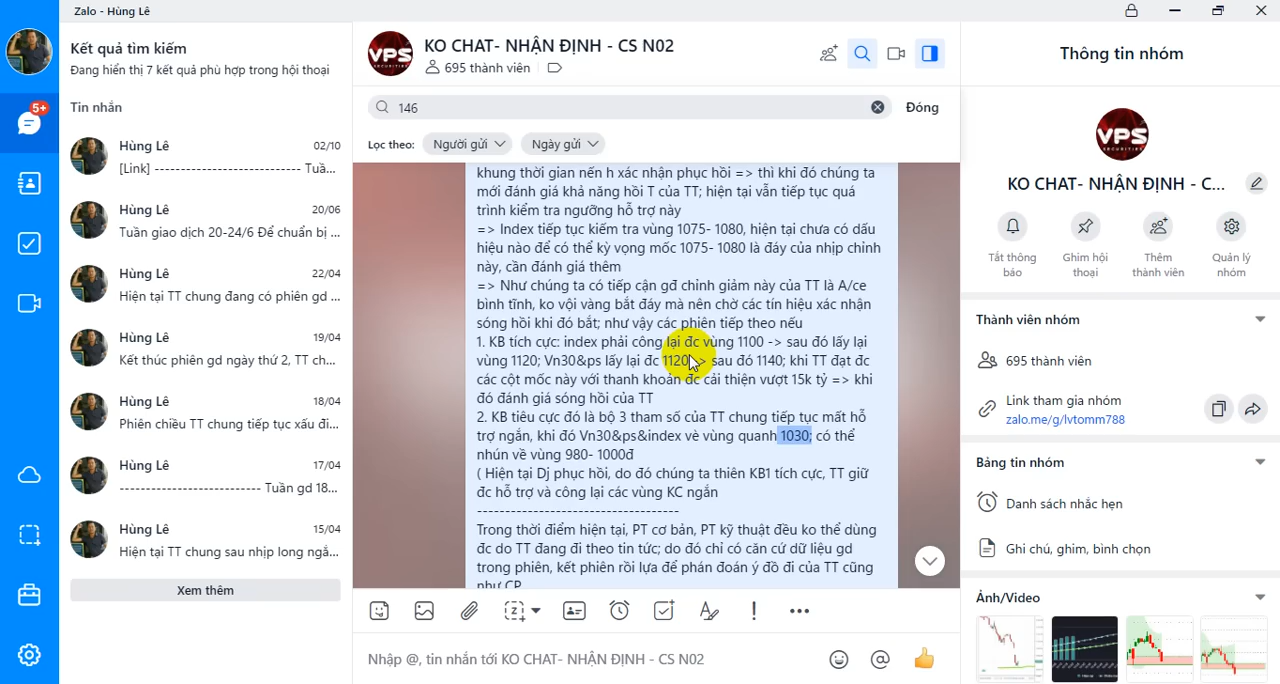 Zalo - Hùng Lê
5+
Kết quả tìm kiếm
Đang hiển thị 7 kết quả phù hợp trong hội thoại
Tin nhắn
Hùng Lê 02/10
[Link] ---------------------------- Tuầ...
Hùng Lê 20/06
Tuần giao dịch 20-24/6 Để chuẩn bị ...
Hùng Lê 22/04
Hiện tại TT chung đang có phiên gd ...
Hùng Lê 19/04
Kết thúc phiên gd ngày thứ 2, TT ch...
Hùng Lê 18/04
Phiên chiều TT chung tiếp tục xấu đi...
Hùng Lê 17/04
--------------------------- Tuần gd 18...
Hùng Lê 15/04
Hiện tại TT chung sau nhịp long ngắ...
Xem thêm
VPS
SECURITIES
KO CHAT- NHẬN ĐỊNH - CS N02
695 thành viên
146
Đóng
Lọc theo: Người gửi Ngày gửi
khung thời gian nến h xác nhận phục hồi => thì khi đó chúng ta
mới đánh giá khả năng hồi T của TT; hiện tại vẫn tiếp tục quá
trình kiểm tra ngưỡng hỗ trợ này
=> Index tiếp tục kiểm tra vùng 1075- 1080, hiện tại chưa có dấu
hiệu nào để có thể kỳ vọng mốc 1075- 1080 là đáy của nhịp chỉnh
này, cần đánh giá thêm
=> Như chúng ta có tiếp cận gđ chỉnh giảm này của TT là A/ce
bình tĩnh, ko vội vàng bắt đáy mà nên chờ các tín hiệu xác nhận
sóng hồi khi đó bắt; như vậy các phiên tiếp theo nếu
1. KB tích cực: index phải công lại đc vùng 1100 -> sau đó lấy lại
vùng 1120; Vn30&ps lấy lại đc 1120-> sau đó 1140; khi TT đạt đc
các cột mốc này với thanh khoản đc cải thiện vượt 15k tỷ => khi
đó đánh giá sóng hồi của TT
2. KB tiêu cực đó là bộ 3 tham số của TT chung tiếp tục mất hỗ
trợ ngắn, khi đó Vn30&ps&index vè vùng quanh 1030; có thể
nhún về vùng 980- 1000đ
( Hiện tại Dj phục hồi, do đó chúng ta thiên KB1 tích cực, TT giữ
đc hỗ trợ và công lại các vùng KC ngắn
----------------------------------
Trong thời điểm hiện tại, PT cơ bản, PT kỹ thuật đều ko thể dùng
đc do TT đang đi theo tin tức; do đó chỉ có căn cứ dữ liệu gd
trong phiên, kết phiên rồi lựa để phán đoán ý đồ đi của TT cũng
như CP
Nhập @, tin nhắn tới KO CHAT- NHẬN ĐỊNH - CS N02
Thông tin nhóm
VPS
SECURITIES
KO CHAT- NHẬN ĐỊNH - C...
Tắt thông
báo
Ghim hội
thoại
Thêm
thành viên
Quản lý
nhóm
Thành viên nhóm
695 thành viên
Link tham gia nhóm
zalo.me/g/lvtomm788
Bảng tin nhóm
Danh sách nhắc hẹn
Ghi chú, ghim, bình chọn
Ảnh/Video